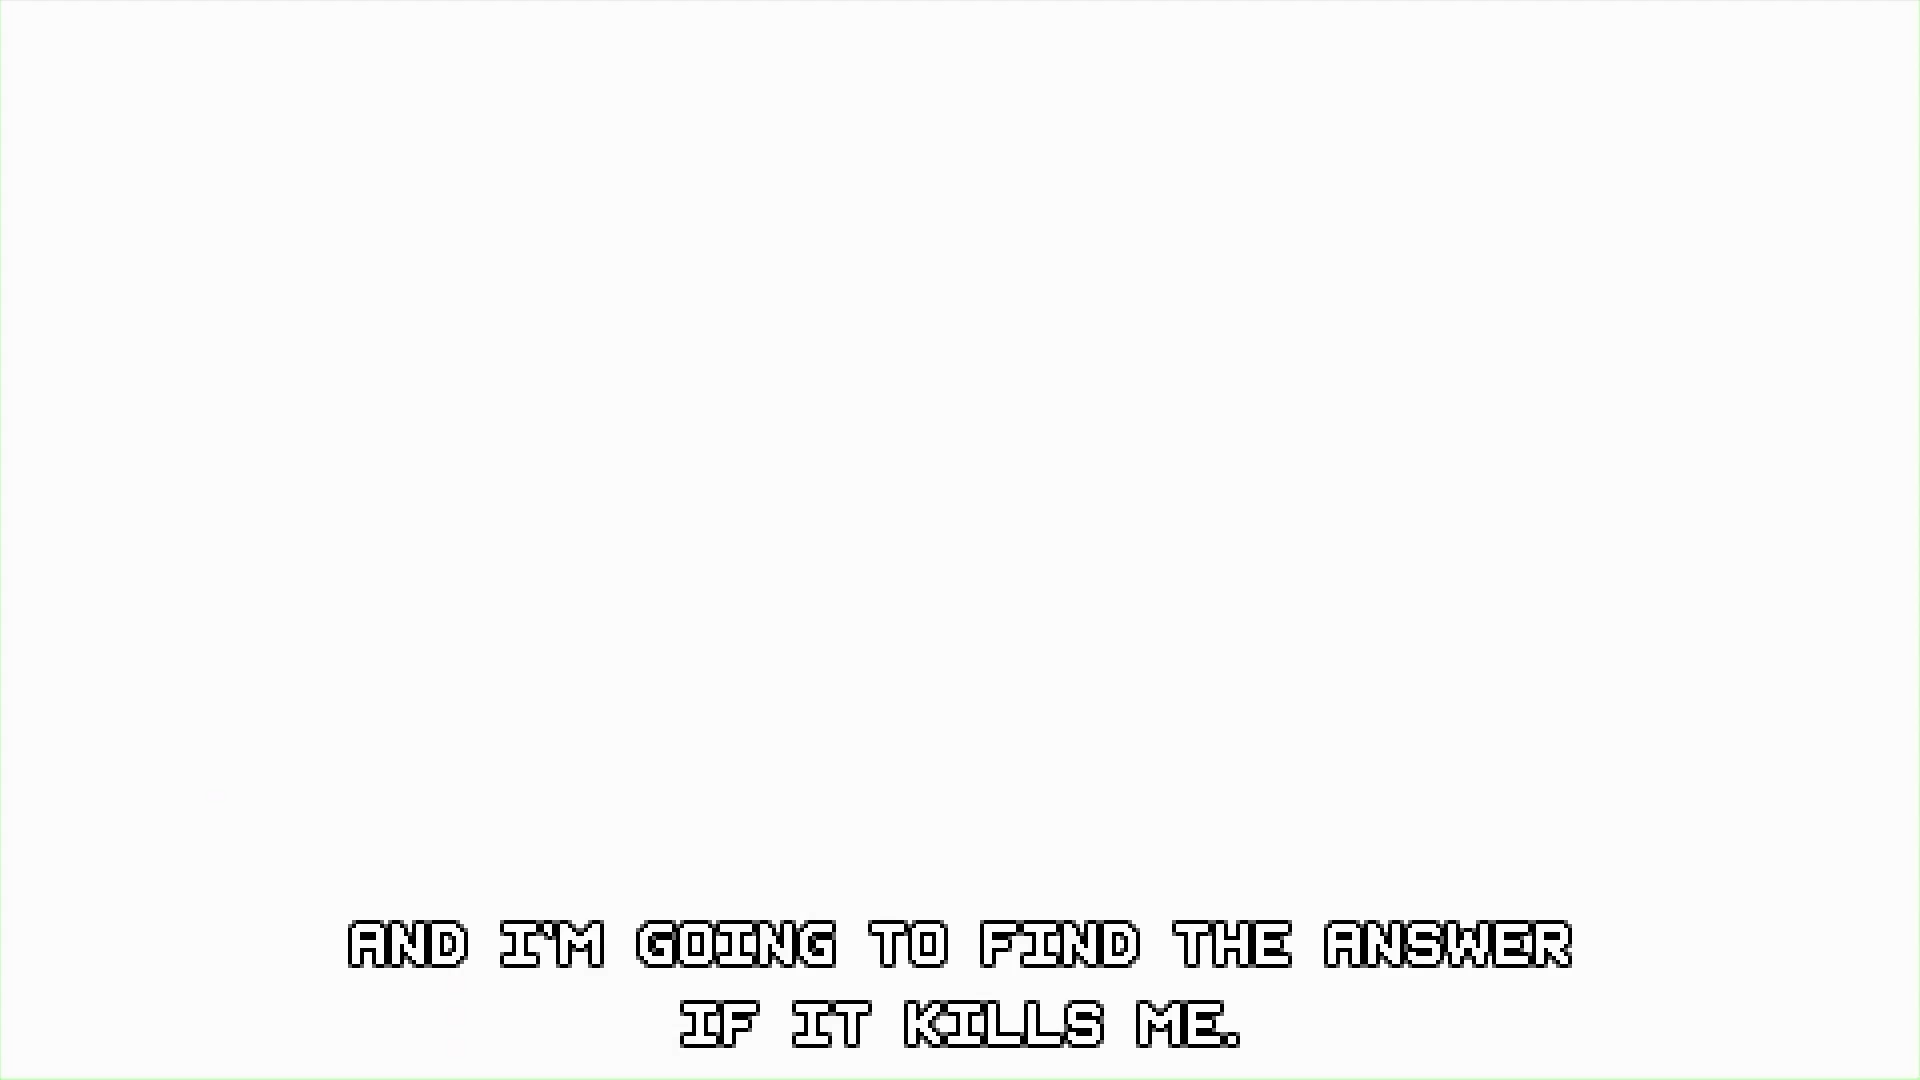 AND I'M GOING TO FIND THE ANSWER
IF IT KILLS ME.